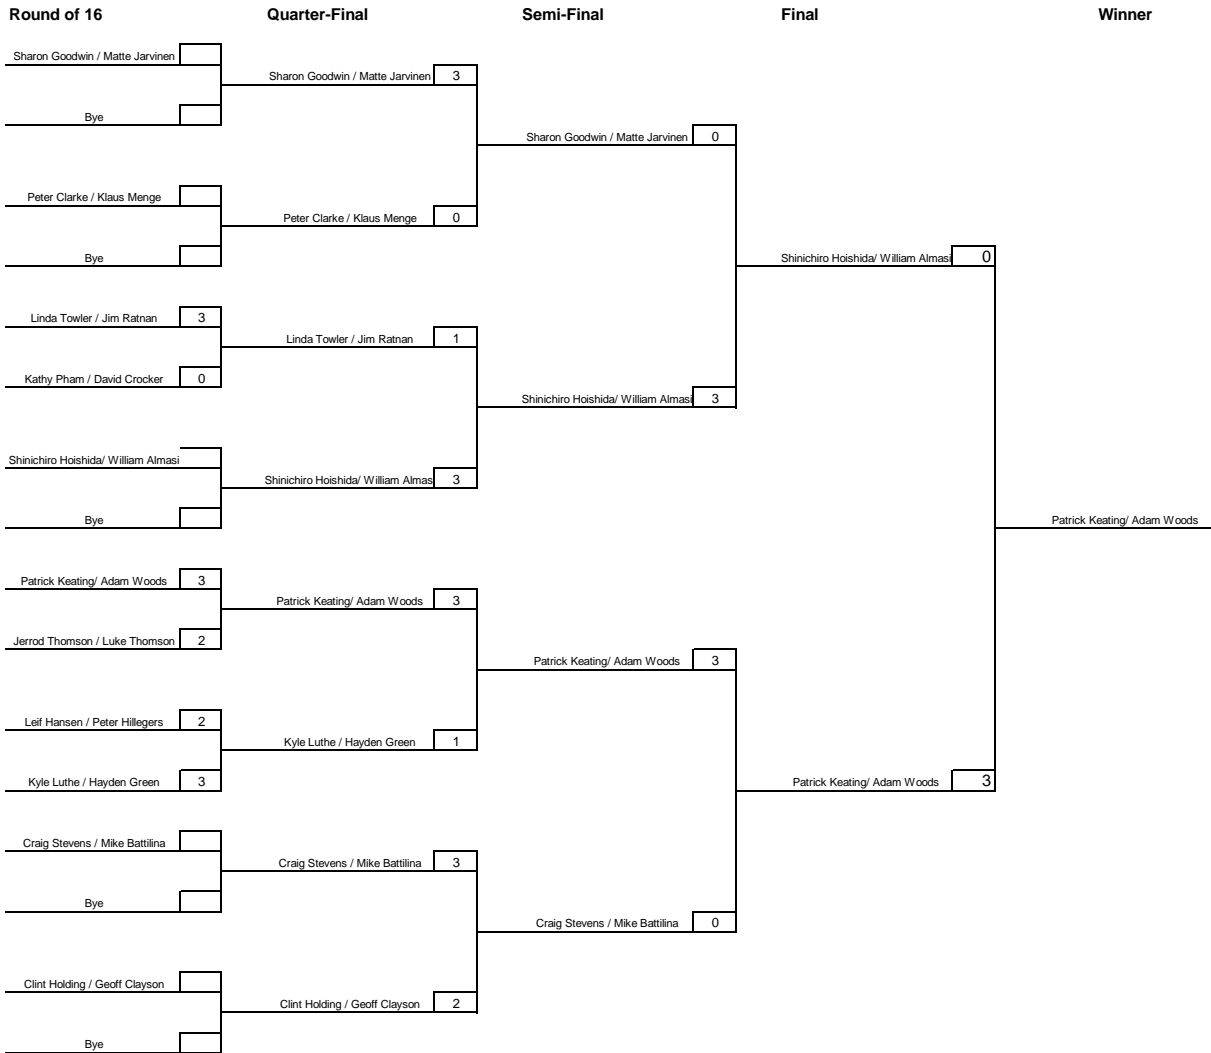 Round of 16 Quarter-Final Semi-Final Final Winner
Sharon Goodwin / Matte Jarvinen
Sharon Goodwin / Matte Jarvinen 3
Bye
Sharon Goodwin / Matte Jarvinen 0
Peter Clarke / Klaus Menge
Peter Clarke / Klaus Menge 0
Bye
Shinichiro Hoishida/ William Almasi 0
Linda Towler / Jim Ratnan 3
Linda Towler / Jim Ratnan 1
Kathy Pham / David Crocker 0
Shinichiro Hoishida/ William Almasi 3
Shinichiro Hoishida/ William Almasi
Shinichiro Hoishida/ William Almas 3
Bye
Patrick Keating/ Adam Woods
Patrick Keating/ Adam Woods 3
Patrick Keating/ Adam Woods 3
Jerrod Thomson / Luke Thomson 2
Patrick Keating/ Adam Woods 3
Leif Hansen / Peter Hillegers 2
Kyle Luthe / Hayden Green 1
Kyle Luthe / Hayden Green 3
Patrick Keating/ Adam Woods 3
Craig Stevens / Mike Battilina
Craig Stevens / Mike Battilina 3
Bye
Craig Stevens / Mike Battilina 0
Clint Holding / Geoff Clayson
Clint Holding / Geoff Clayson 2
Bye